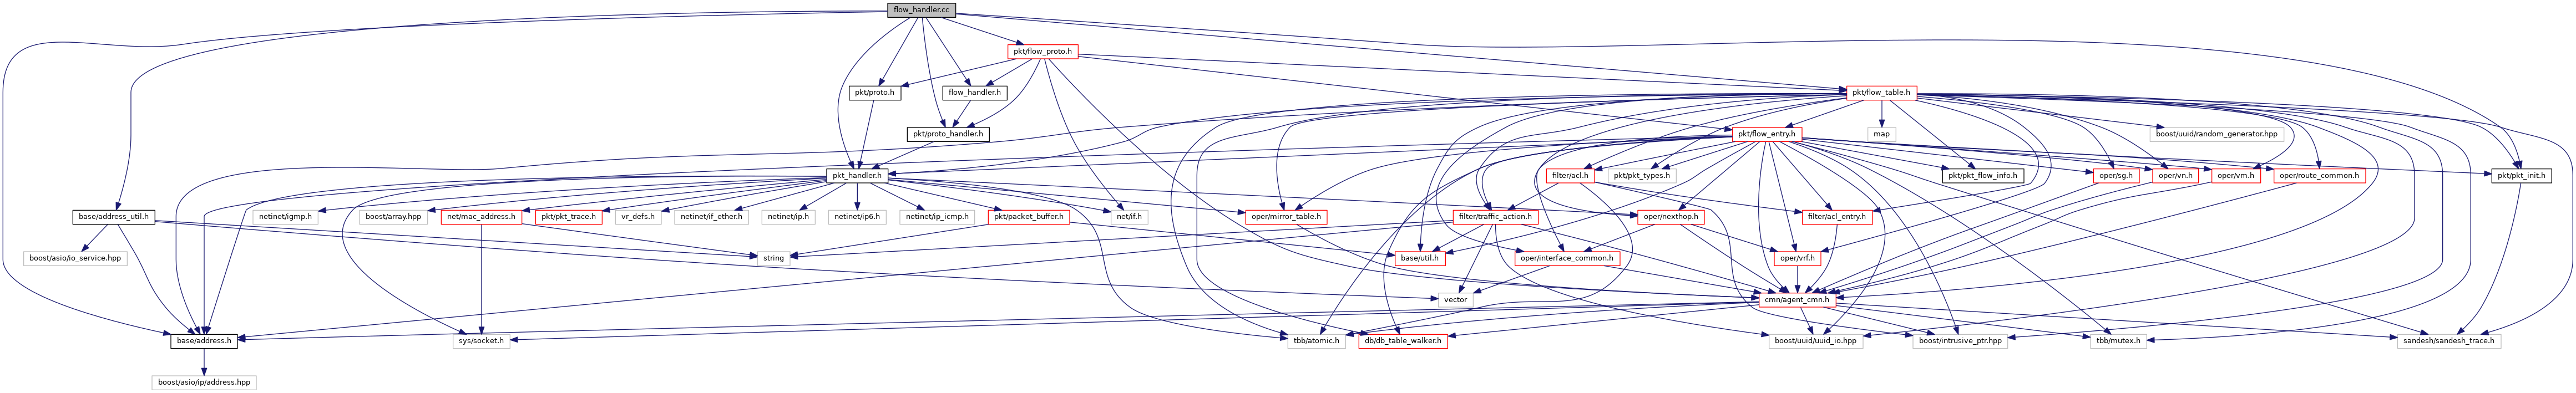 flow_handler.cc
pkt/flow_proto.h
pkt/proto.h
flow_handler.h
pkt/flow_table.h
pkt/proto_handler.h
pkt/flow_entry.h
map
boost/uuid/random_generator.hpp
pkt_handler.h
filter/acl.h
pkt/pkt_types.h
pkt/pkt_flow_info.h
oper/sg.h
oper/vn.h
oper/vm.h
oper/route_common.h
pkt/pkt_init.h
base/address_util.h
netinet/igmp.h
boost/array.hpp
net/mac_address.h
pkt/pkt_trace.h
vr_defs.h
netinet/if_ether.h
netinet/ip.h
netinet/ip6.h
netinet/ip_icmp.h
pkt/packet_buffer.h
net/if.h
oper/mirror_table.h
filter/traffic_action.h
oper/nexthop.h
filter/acl_entry.h
boost/asio/io_service.hpp
string
base/util.h
oper/interface_common.h
oper/vrf.h
vector
cmn/agent_cmn.h
base/address.h
sys/socket.h
tbb/atomic.h
db/db_table_walker.h
boost/uuid/uuid_io.hpp
boost/intrusive_ptr.hpp
tbb/mutex.h
sandesh/sandesh_trace.h
boost/asio/ip/address.hpp